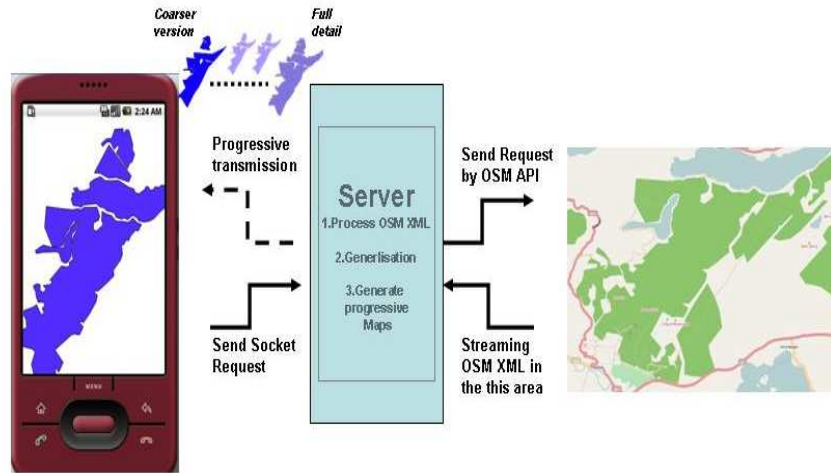 Coarser
version
Full
detail
2:24 AM
Progressive
transmission
Send Request
by OSM API
Server
1.Process OSM XML
2.Generlisation
3.Generate
progressive
Maps
Send Socket
Request
Streaming
OSM XML in
the this area
MENU